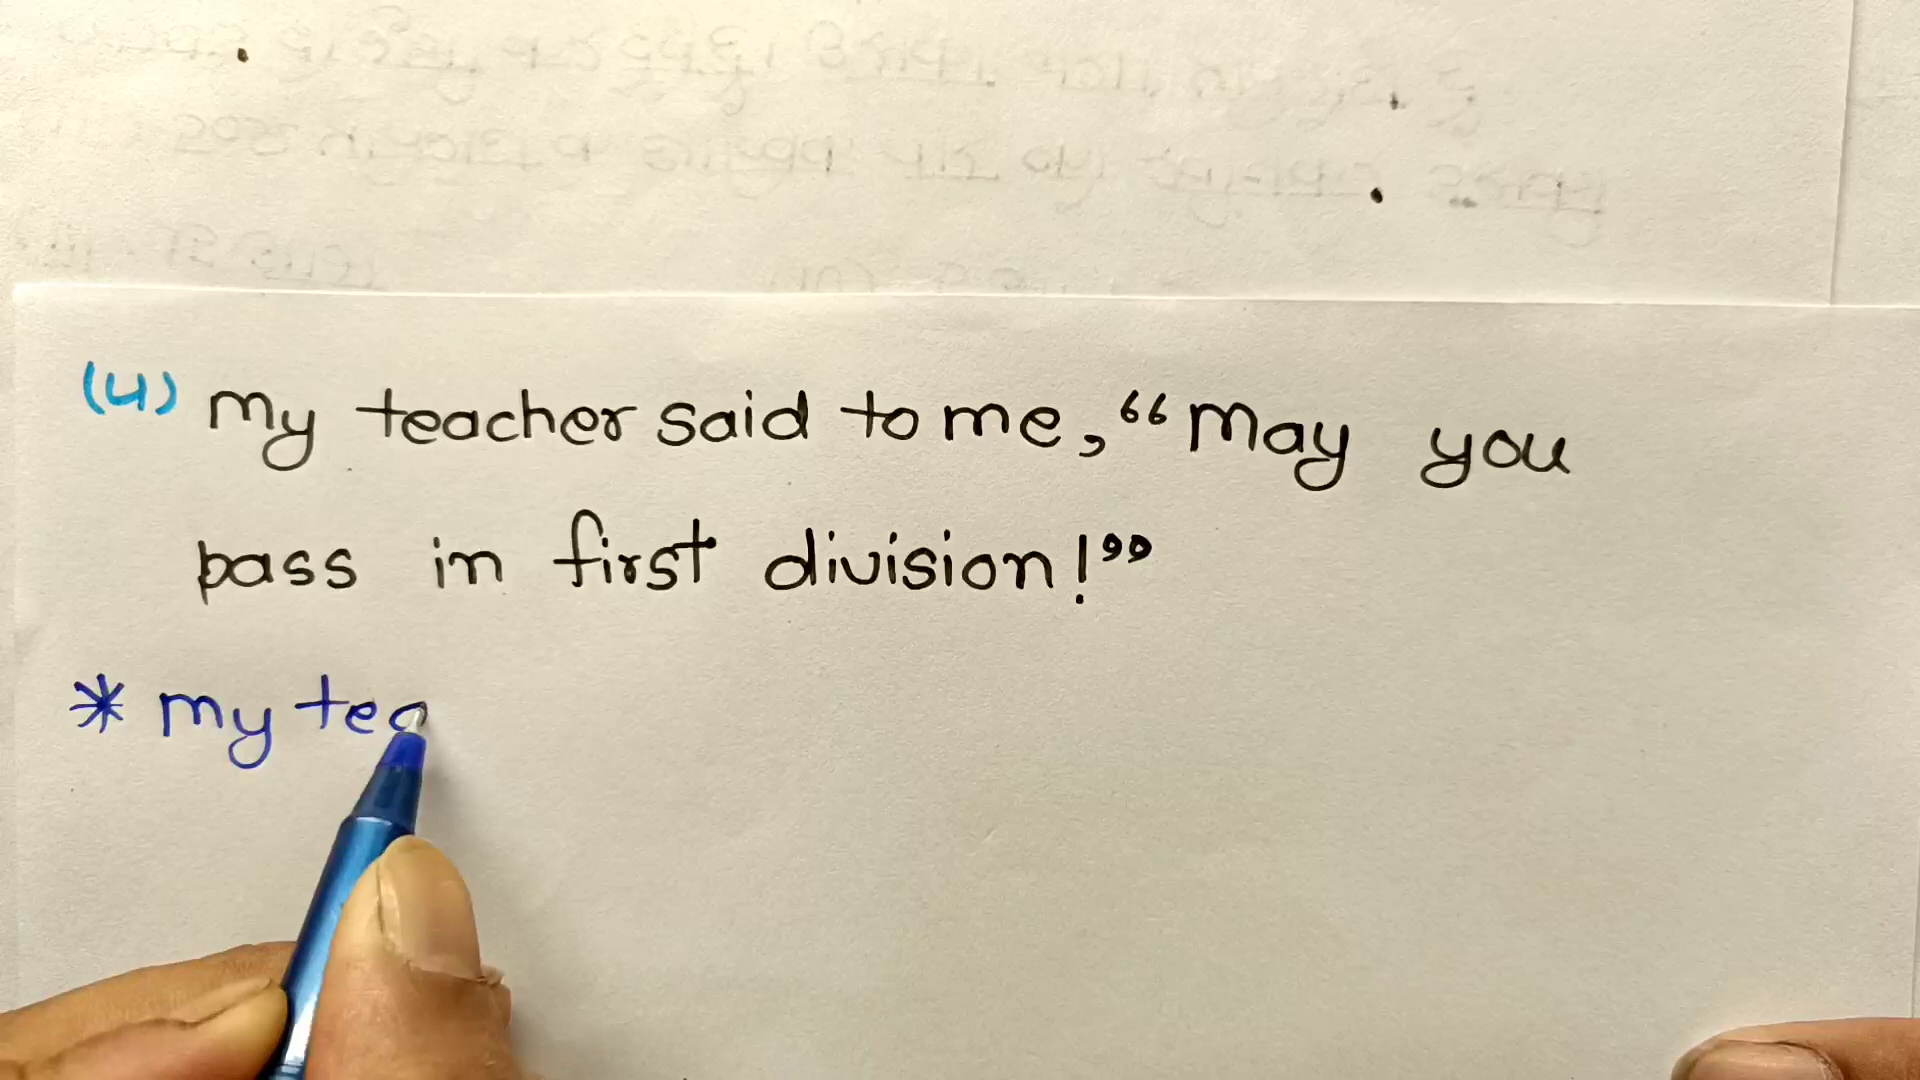 (4) My teacher said to me, “May you
pass in first division!”
* My tea